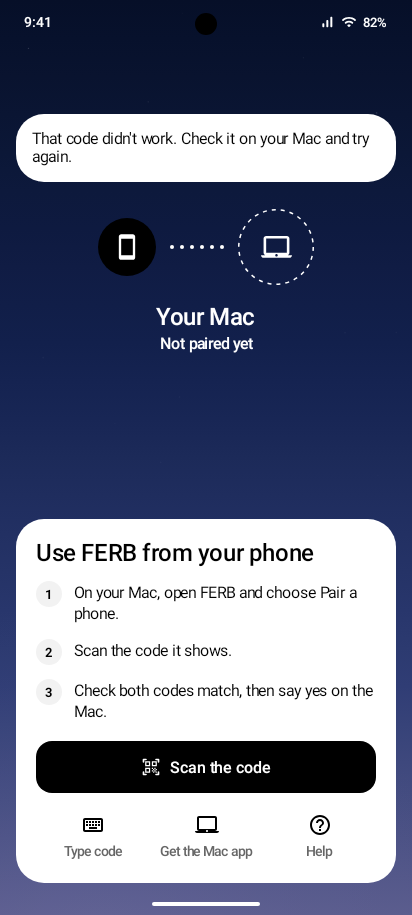 9:41
82%
That code didn't work. Check it on your Mac and try
again.
Your Mac
Not paired yet
Use FERB from your phone
1 On your Mac, open FERB and choose Pair a
phone.
2 Scan the code it shows.
3 Check both codes match, then say yes on the
Mac.
Scan the code
Type code
Get the Mac app
Help